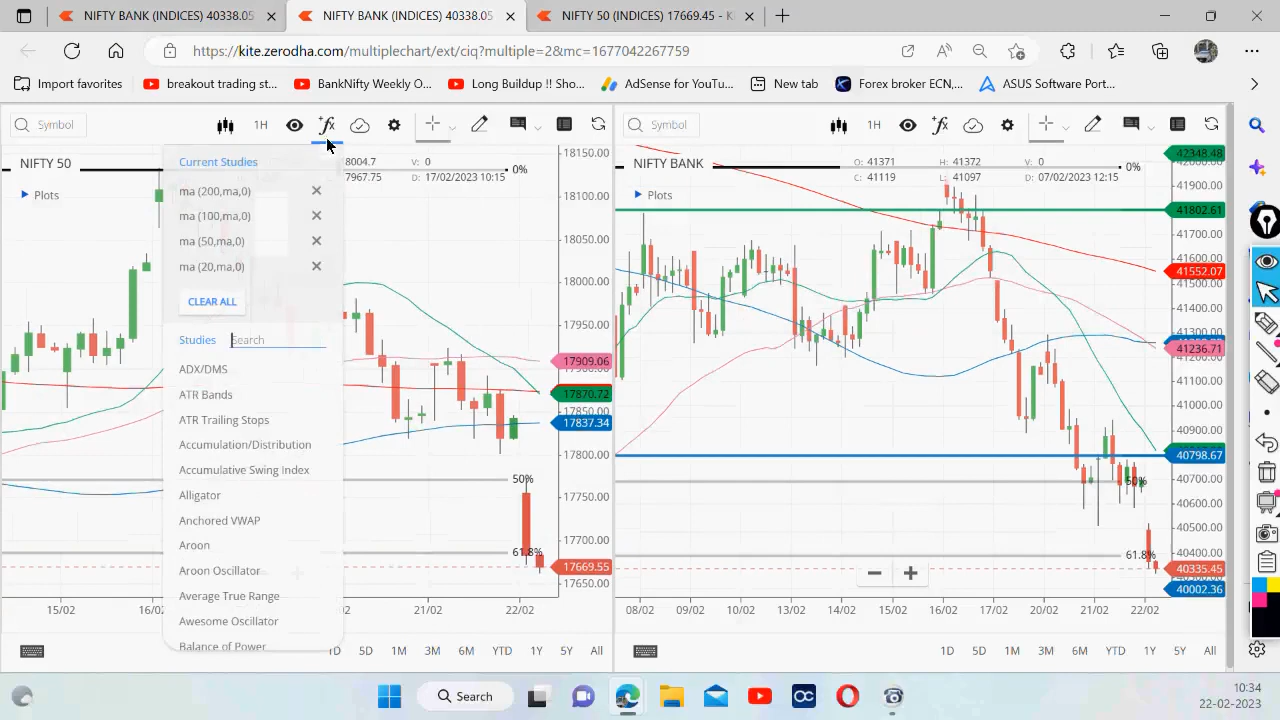 NIFTY BANK (INDICES) 40338.05
NIFTY BANK (INDICES) 40338.05
NIFTY 50 (INDICES) 17669.45 - K
https://kite.zerodha.com/multiplechart/ext/ciq?multiple=2&mc=1677042267759
Import favorites
breakout trading st...
BankNifty Weekly O...
Long Buildup !! Sho...
AdSense for YouTu...
New tab
Forex broker ECN,...
ASUS Software Port...
Symbol
1H
NIFTY 50
Plots
8004.7
V: 0
7967.75
D: 17/02/2023 10:15
0%
Current Studies
ma (200,ma,0)
ma (100,ma,0)
ma (50,ma,0)
ma (20,ma,0)
CLEAR ALL
Studies
Search
ADX/DMS
ATR Bands
ATR Trailing Stops
Accumulation/Distribution
Accumulative Swing Index
Alligator
Anchored VWAP
Aroon
Aroon Oscillator
Average True Range
Awesome Oscillator
Balance of Power
50%
61.8%
18150.00
18100.00
18050.00
18000.00
17950.00
17909.06
17870.72
17850.00
17837.34
17800.00
17750.00
17700.00
17669.55
17650.00
15/02
21/02
22/02
1D
5D
1M
3M
6M
YTD
1Y
5Y
All
Symbol
1H
NIFTY BANK
Plots
O: 41371
H: 41372
V: 0
C: 41119
L: 41097
D: 07/02/2023 12:15
0%
50%
61.8%
42348.48
41900.00
41802.61
41700.00
41600.00
41552.07
41500.00
41400.00
41300.00
41236.71
41100.00
41000.00
40900.00
40798.67
40700.00
40600.00
40500.00
40400.00
40335.45
40002.36
08/02
09/02
10/02
13/02
14/02
15/02
16/02
17/02
20/02
21/02
22/02
1D
5D
1M
3M
6M
YTD
1Y
5Y
All
Search
10:34
22-02-2023